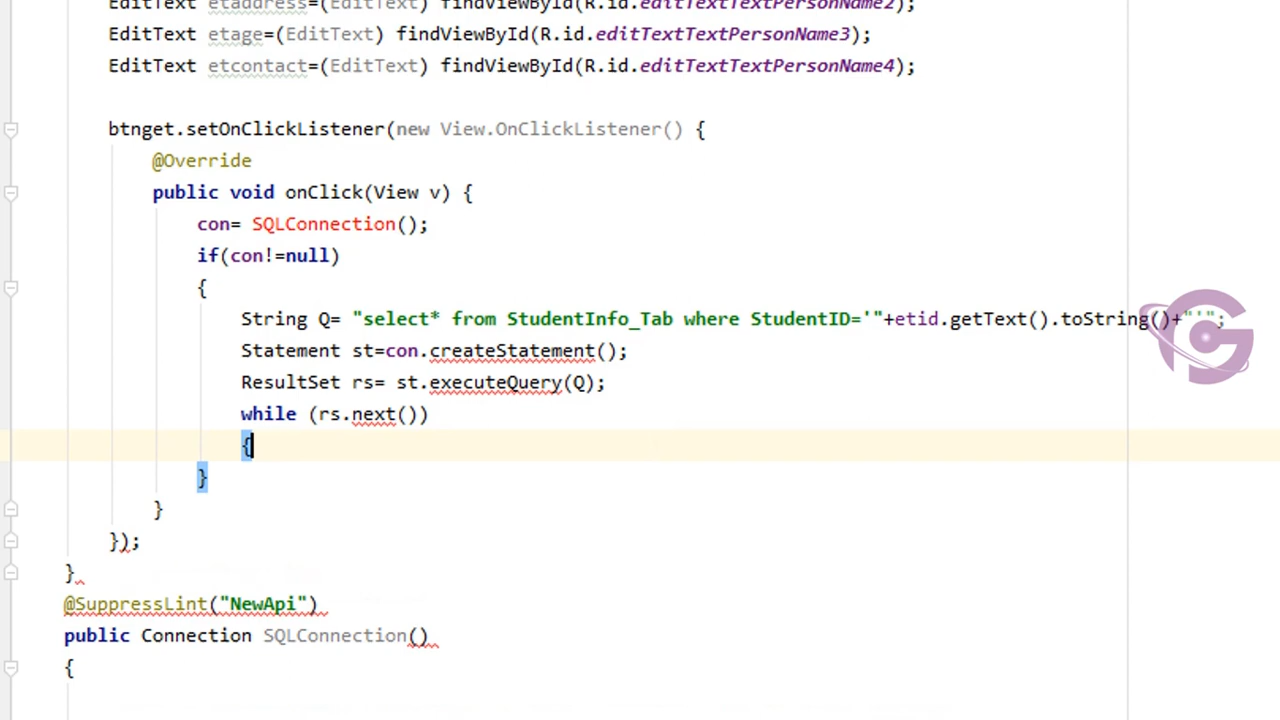 EditText etaddress=(EditText) findViewById(R.id.editTextTextPersonName2);
EditText etage=(EditText) findViewById(R.id.editTextTextPersonName3);
EditText etcontact=(EditText) findViewById(R.id.editTextTextPersonName4);
btnget.setOnClickListener(new View.OnClickListener() {
@Override
public void onClick(View v) {
con= SQLConnection();
if(con!=null)
{
String Q= "select* from StudentInfo_Tab where StudentID='"+etid.getText().toString()+"'";
Statement st=con.createStatement();
ResultSet rs= st.executeQuery(Q);
while (rs.next())
{
}
}
});
}
@SuppressLint("NewApi")
public Connection SQLConnection()
{